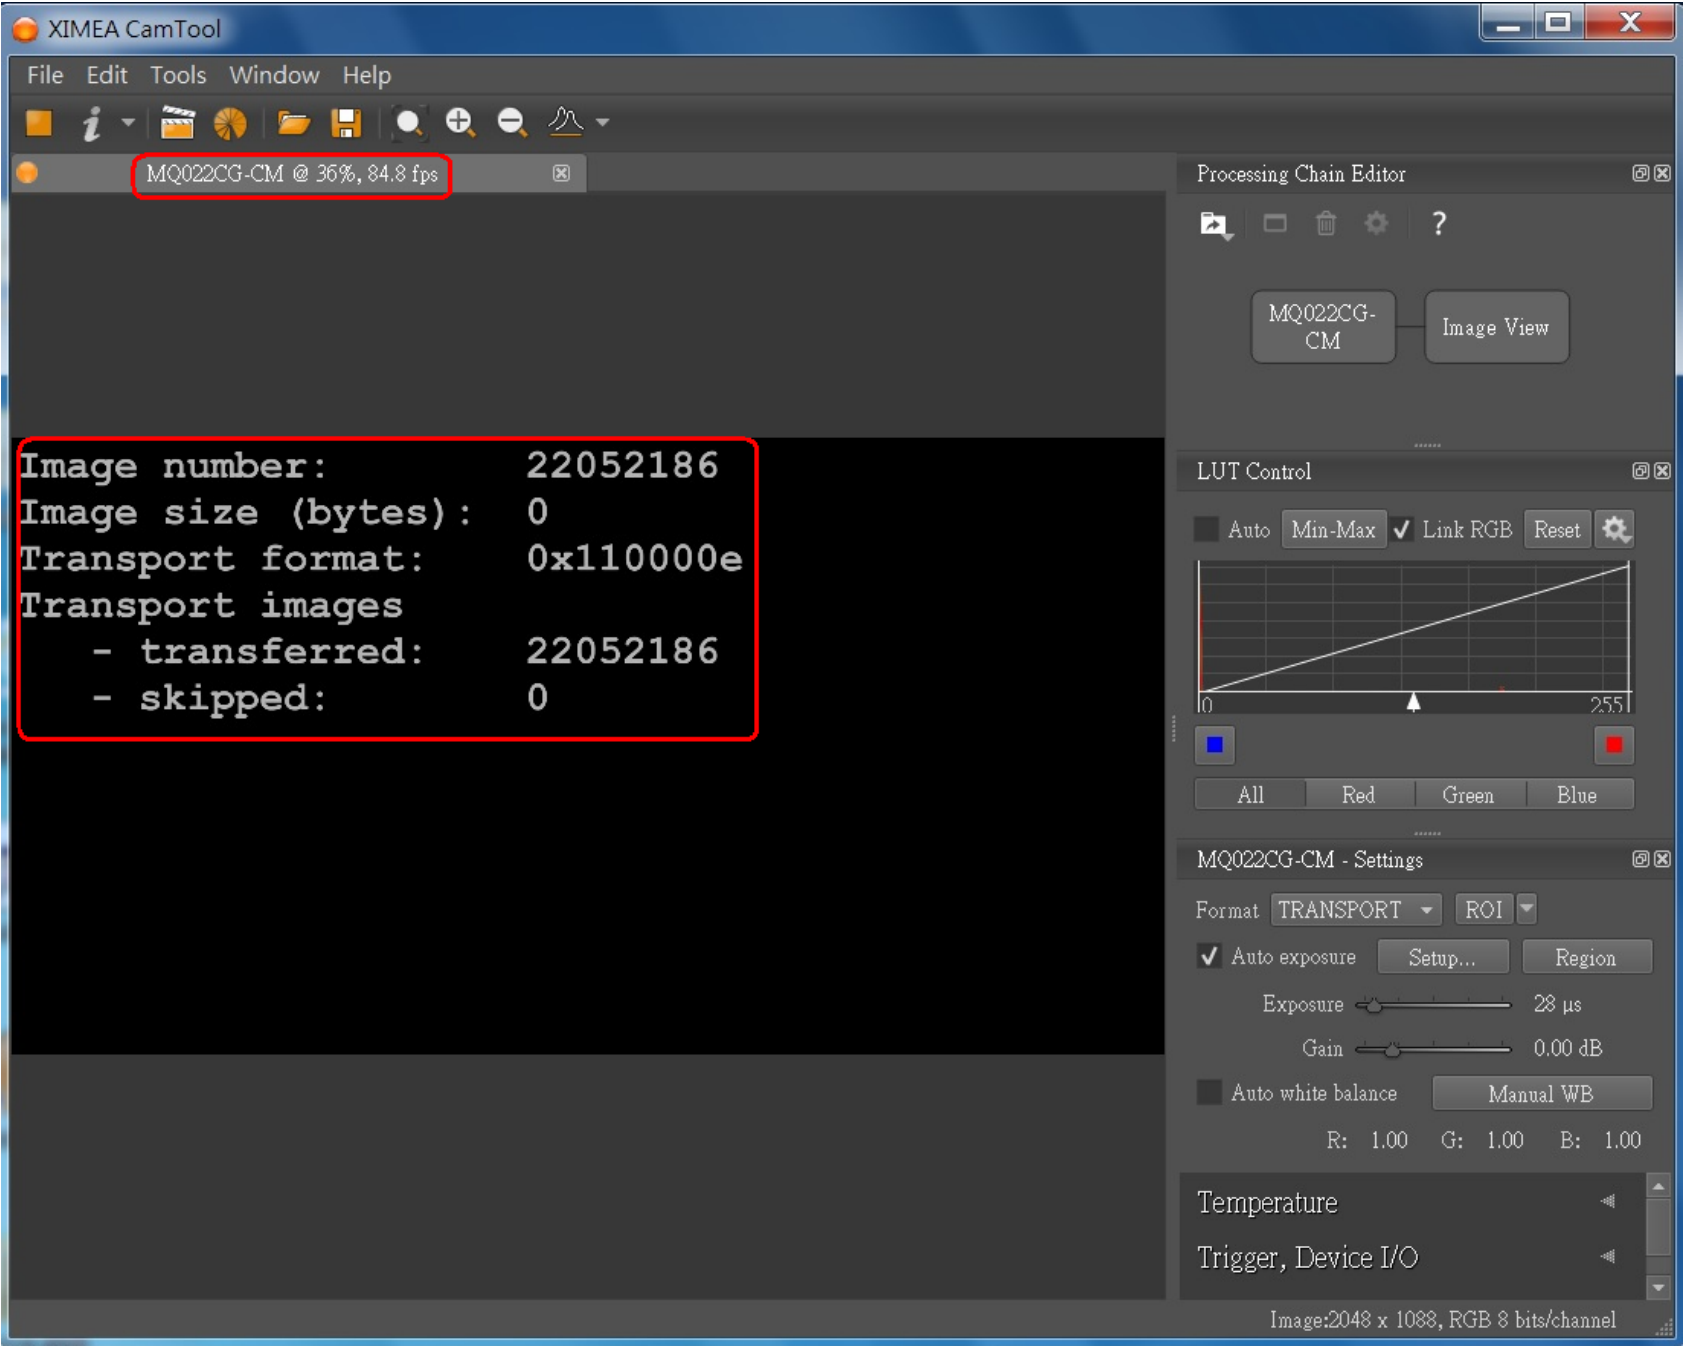 XIMEA CamTool
File Edit Tools Window Help
MQ022CG-CM @ 36%, 84.8 fps
Image number: 22052186
Image size (bytes): 0
Transport format: 0x110000e
Transport images
- transferred: 22052186
- skipped: 0
Processing Chain Editor
?
MQ022CG-
CM
Image View
LUT Control
Auto Min-Max Link RGB Reset
0 255
All Red Green Blue
MQ022CG-CM - Settings
Format TRANSPORT ROI
Auto exposure Setup... Region
Exposure 28 µs
Gain 0.00 dB
Auto white balance Manual WB
R: 1.00 G: 1.00 B: 1.00
Temperature
Trigger, Device I/O
Image:2048 x 1088, RGB 8 bits/channel